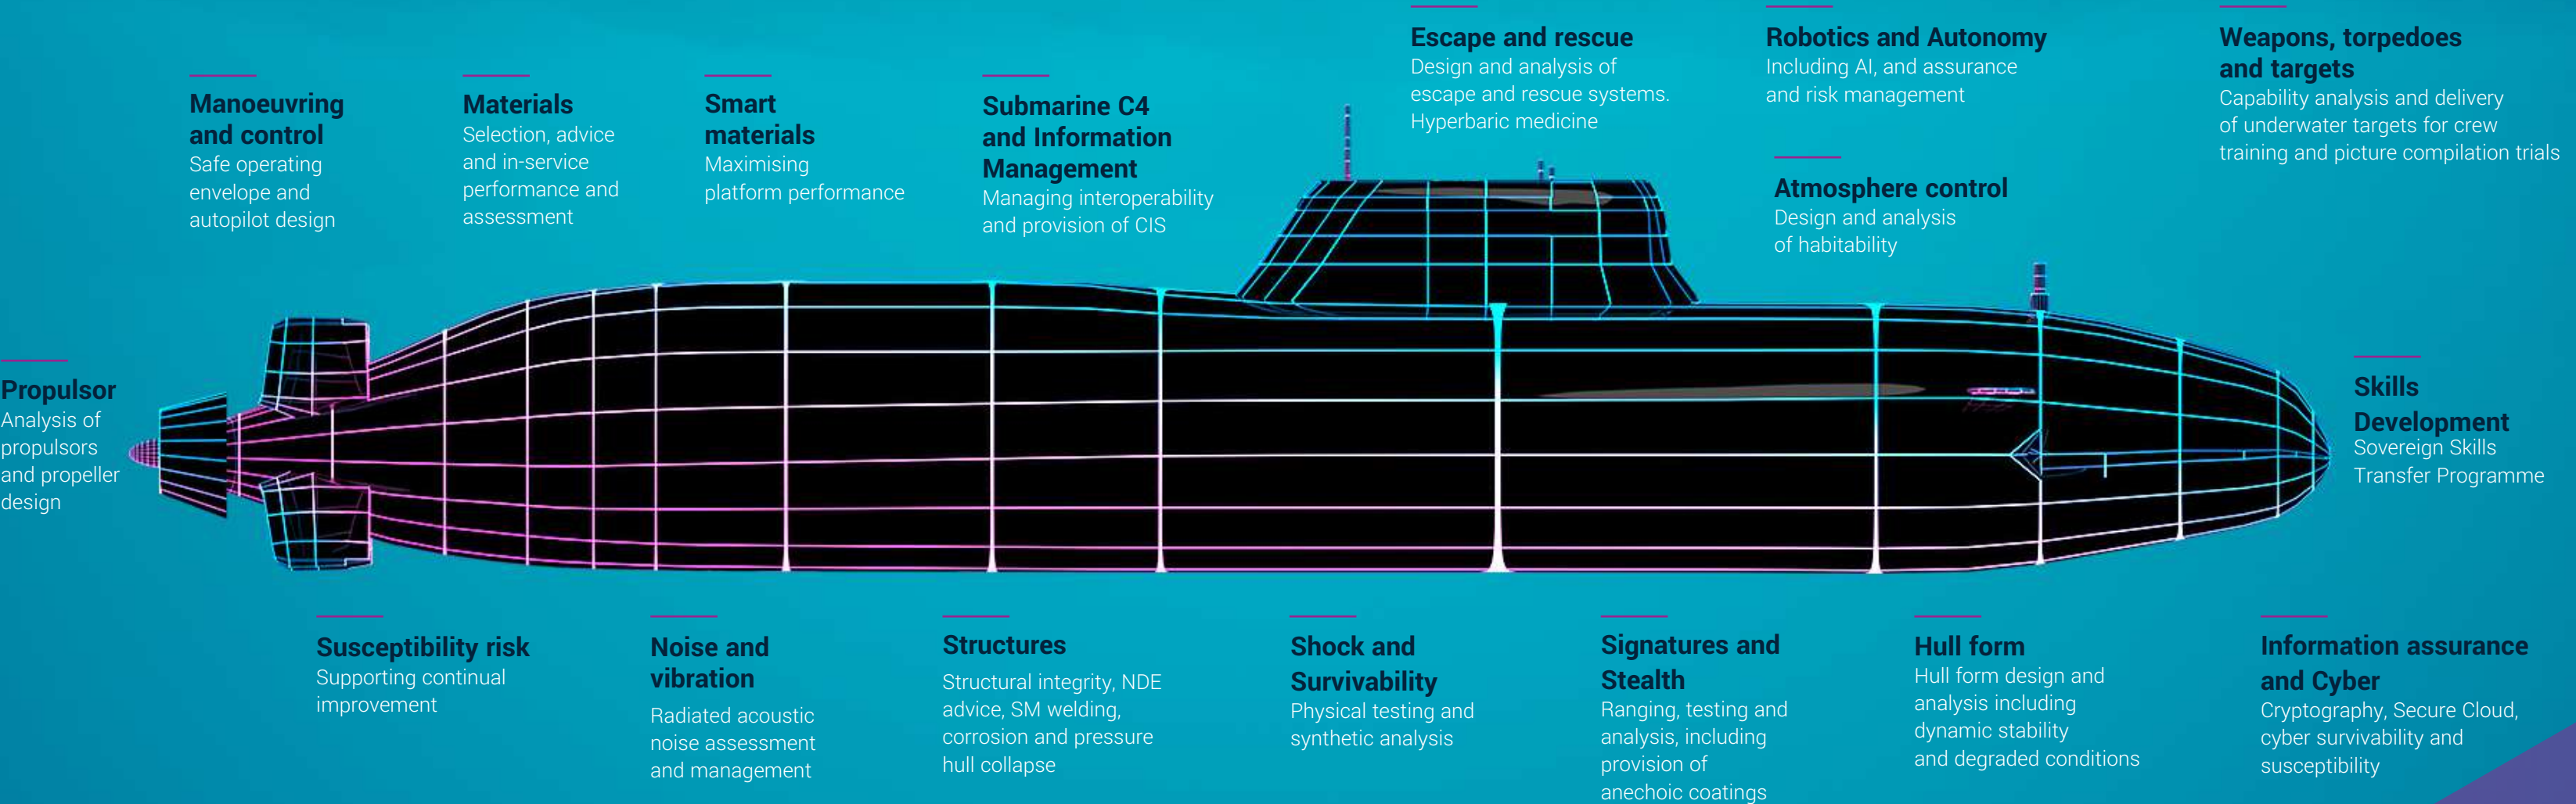 Escape and rescue
Design and analysis of
escape and rescue systems.
Hyperbaric medicine
Robotics and Autonomy
Including AI, and assurance
and risk management
Weapons, torpedoes
and targets
Capability analysis and delivery
of underwater targets for crew
training and picture compilation trials
Manoeuvring
and control
Safe operating
envelope and
autopilot design
Materials
Selection, advice
and in-service
performance and
assessment
Smart
materials
Maximising
platform performance
Submarine C4
and Information
Management
Managing interoperability
and provision of CIS
Atmosphere control
Design and analysis
of habitability
Propulsor
Analysis of
propulsors
and propeller
design
Skills
Development
Sovereign Skills
Transfer Programme
Susceptibility risk
Supporting continual
improvement
Noise and
vibration
Radiated acoustic
noise assessment
and management
Structures
Structural integrity, NDE
advice, SM welding,
corrosion and pressure
hull collapse
Shock and
Survivability
Physical testing and
synthetic analysis
Signatures and
Stealth
Ranging, testing and
analysis, including
provision of
anechoic coatings
Hull form
Hull form design and
analysis including
dynamic stability
and degraded conditions
Information assurance
and Cyber
Cryptography, Secure Cloud,
cyber survivability and
susceptibility